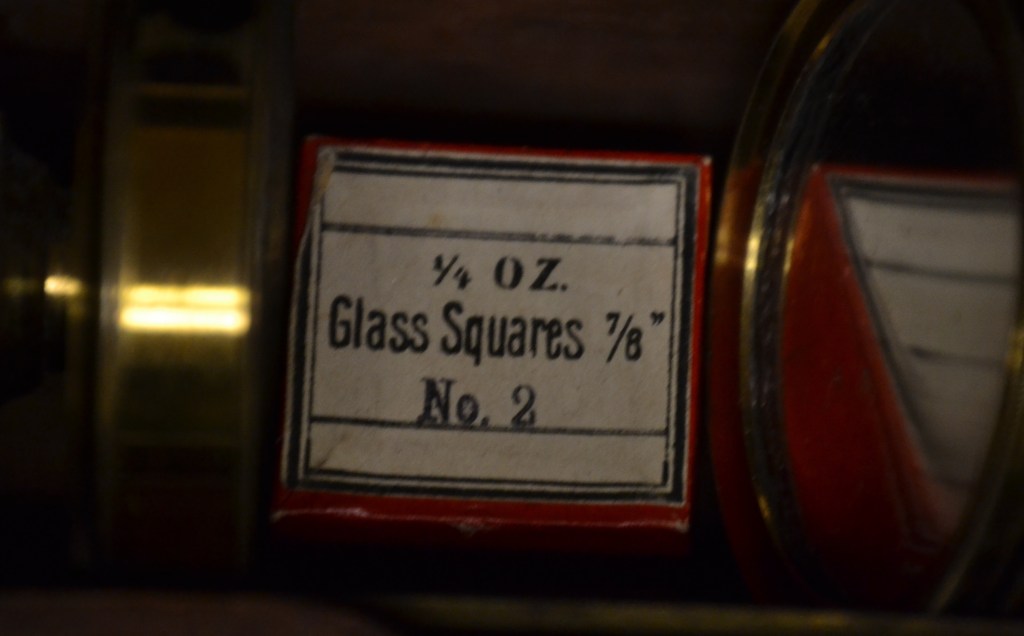 ¼ OZ.
Glass Squares ⅞"
No. 2